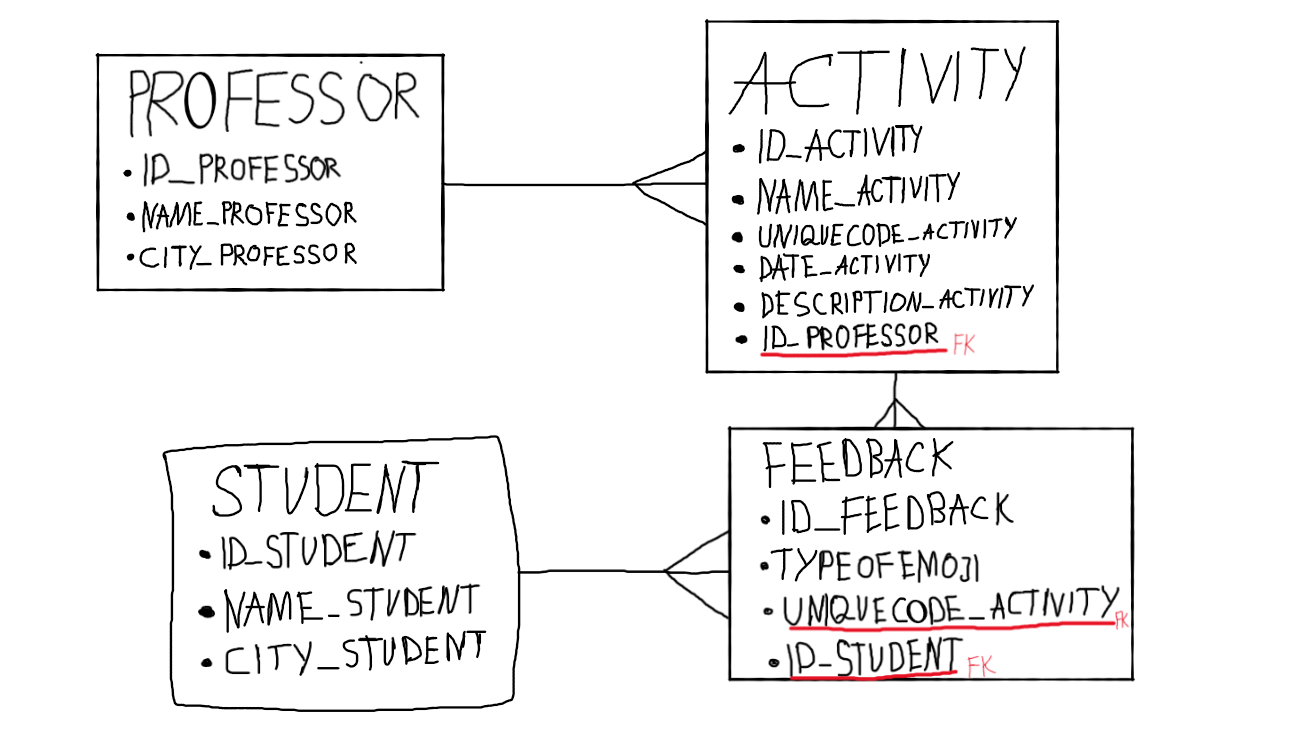 PROFESSOR
ID_PROFESSOR
NAME_PROFESSOR
CITY_PROFESSOR
ACTIVITY
ID_ACTIVITY
NAME_ACTIVITY
UNIQUECODE_ACTIVITY
DATE_ACTIVITY
DESCRIPTION_ACTIVITY
ID_PROFESSOR FK
STUDENT
ID_STUDENT
NAME_STUDENT
CITY_STUDENT
FEEDBACK
ID_FEEDBACK
TYPEOFEMOJI
UNIQUECODE_ACTIVITY FK
ID_STUDENT FK